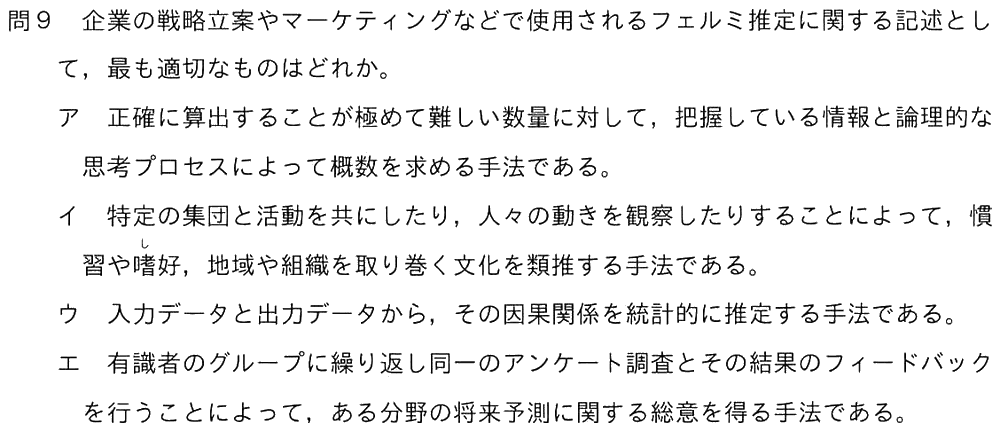 問９　企業の戦略立案やマーケティングなどで使用されるフェルミ推定に関する記述とし
て，最も適切なものはどれか。
ア　正確に算出することが極めて難しい数量に対して，把握している情報と論理的な
思考プロセスによって概数を求める手法である。
イ　特定の集団と活動を共にしたり，人々の動きを観察したりすることによって，慣
し
習や嗜好，地域や組織を取り巻く文化を類推する手法である。
ウ　入力データと出力データから，その因果関係を統計的に推定する手法である。
エ　有識者のグループに繰り返し同一のアンケート調査とその結果のフィードバック
を行うことによって，ある分野の将来予測に関する総意を得る手法である。